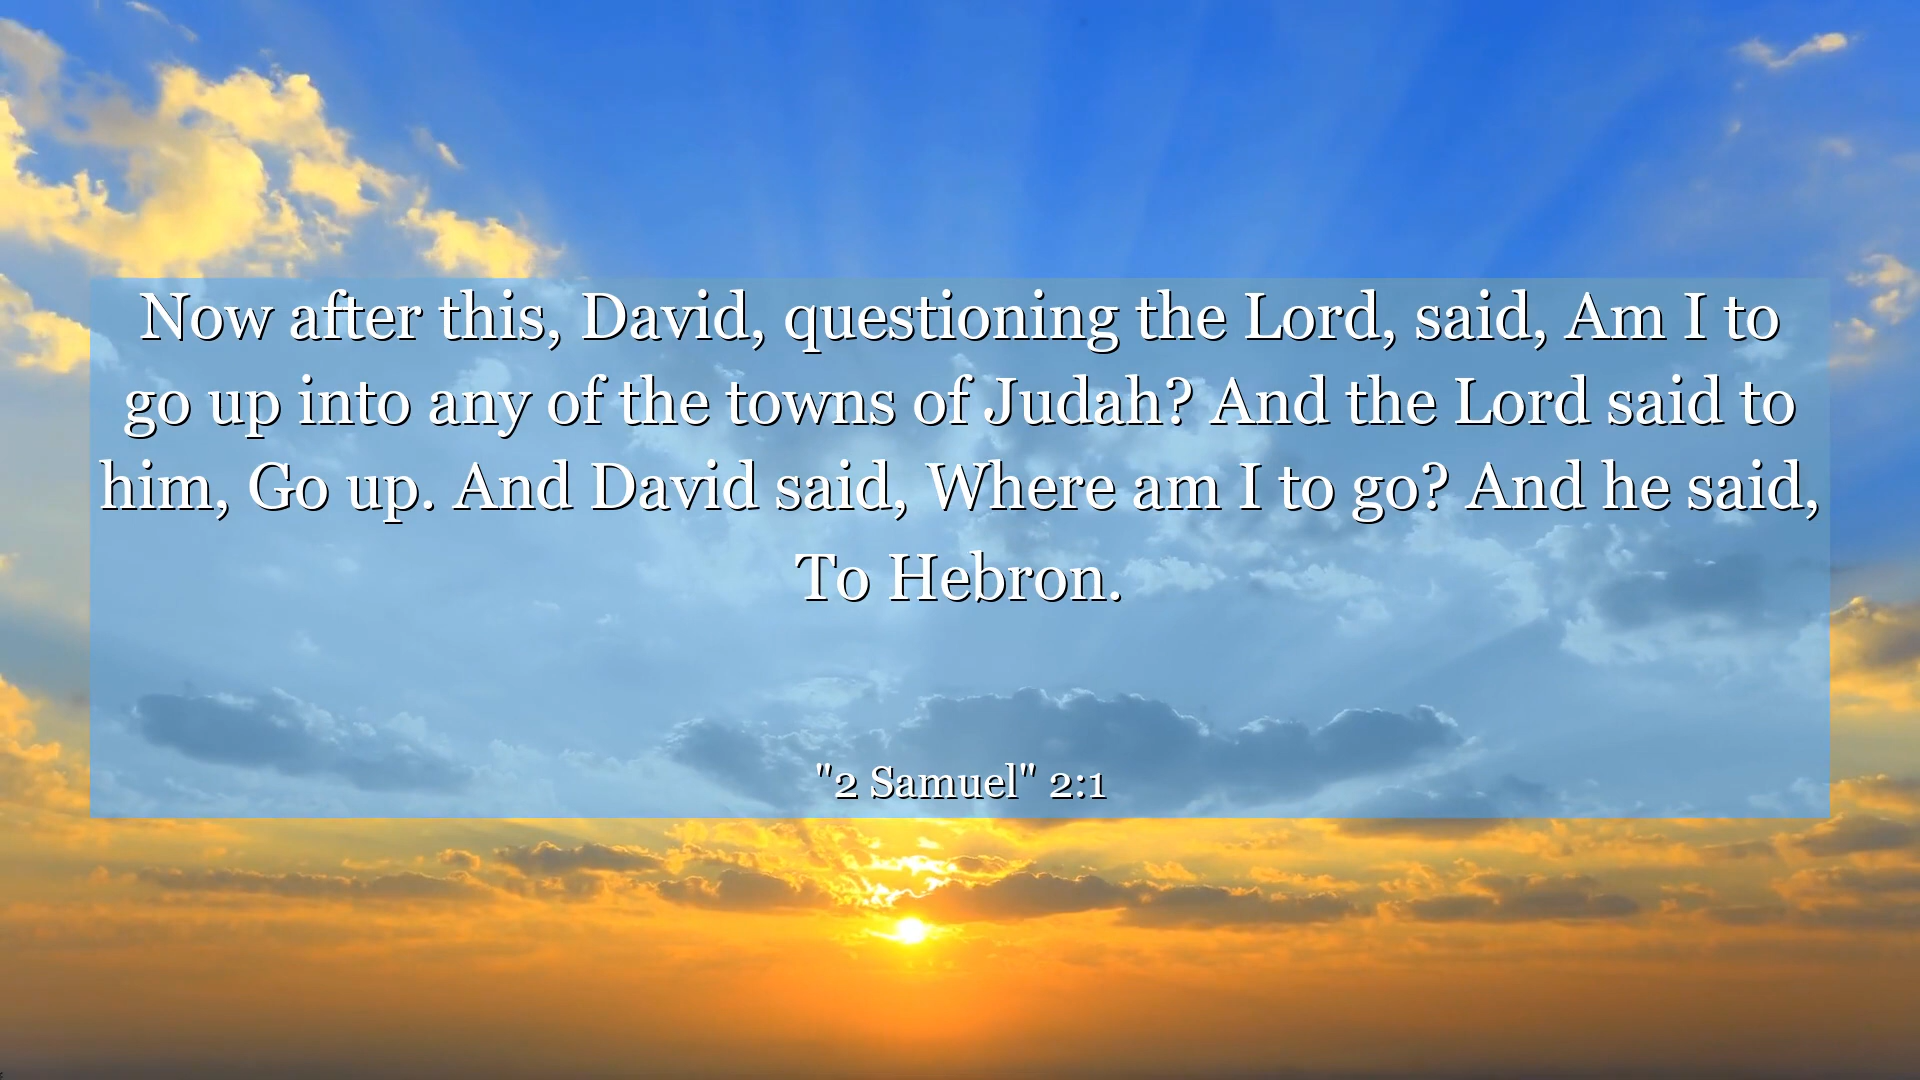 Now after this, David, questioning the Lord, said, Am I to
go up into any of the towns of Judah? And the Lord said to
him, Go up. And David said, Where am I to go? And he said,
To Hebron.
"2 Samuel" 2:1